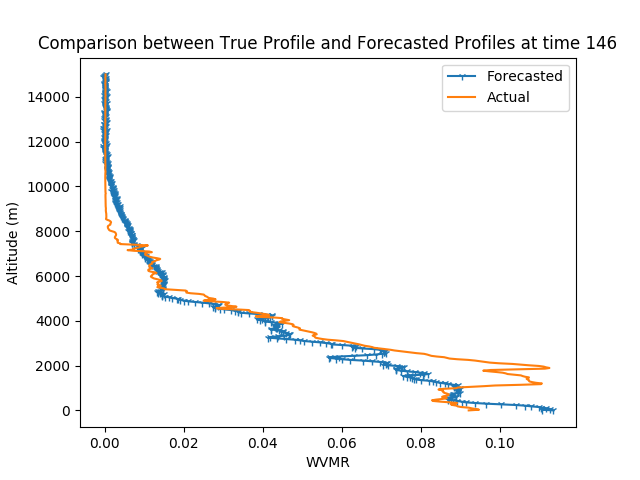 Comparison between True Profile and Forecasted Profiles at time 146
Forecasted
Actual
14000
12000
10000
8000
6000
4000
2000
0
Altitude (m)
0.00 0.02 0.04 0.06 0.08 0.10
WVMR